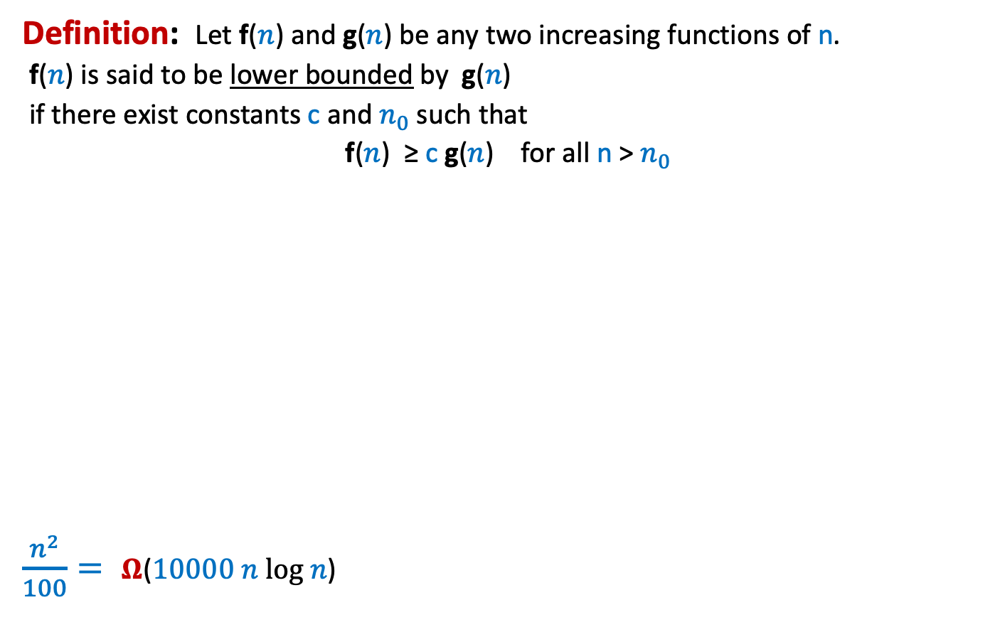 Definition: Let f(n) and g(n) be any two increasing functions of n.
f(n) is said to be lower bounded by g(n)
if there exist constants c and n₀ such that
f(n) ≥ c g(n) for all n > n₀
n²/100 = Ω(10000 n log n)